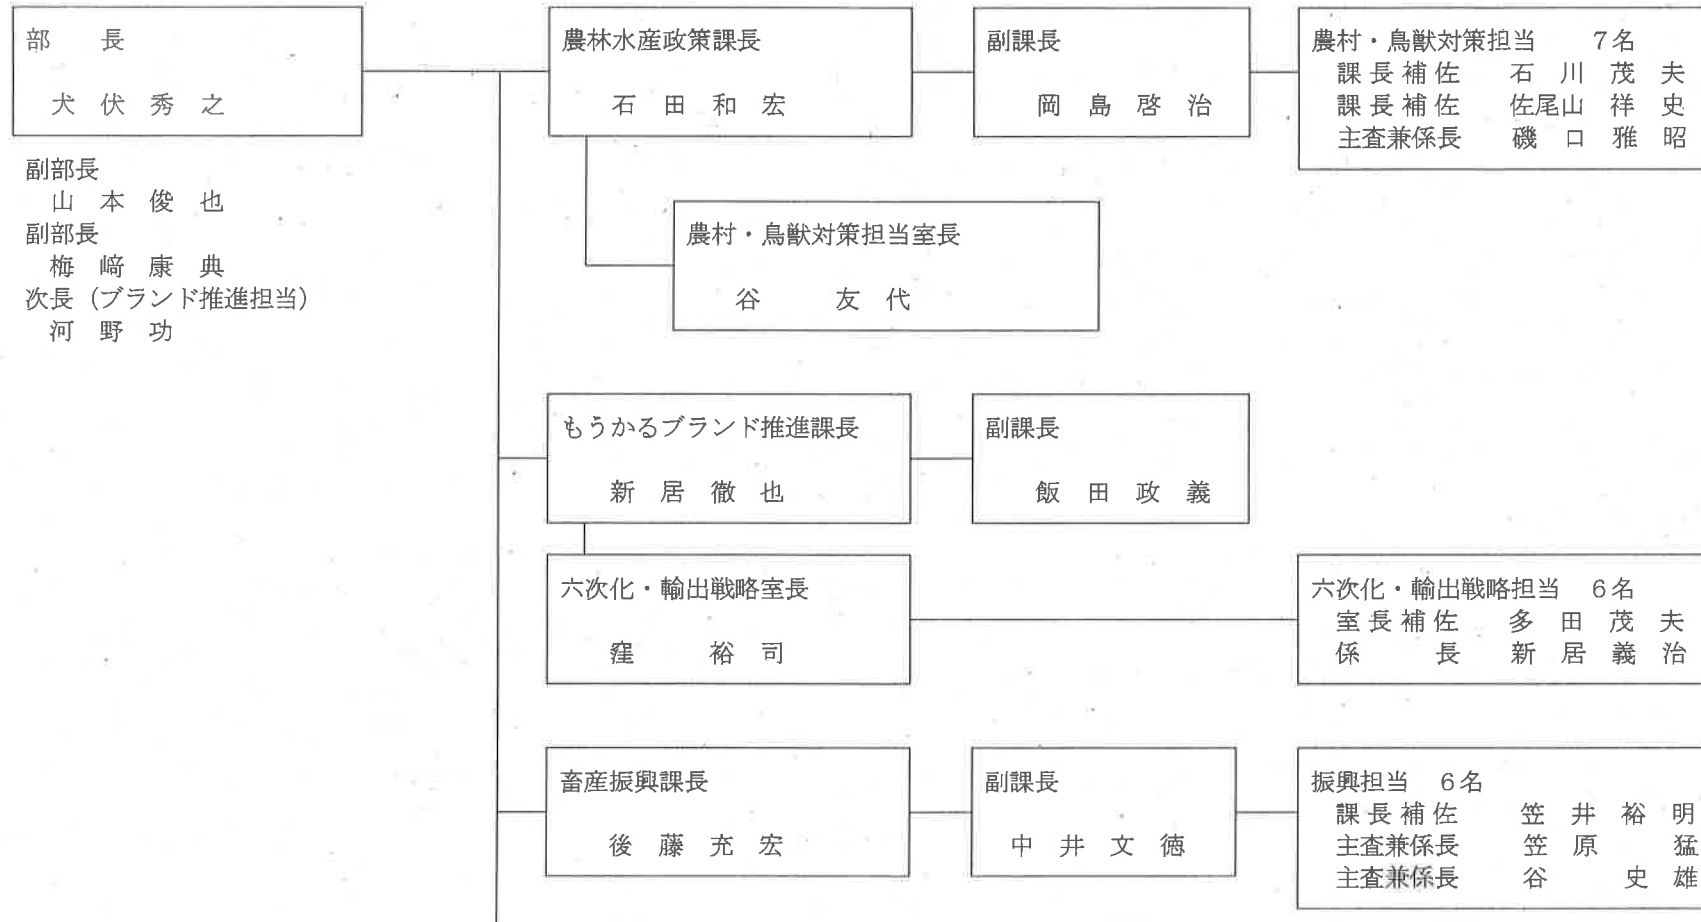 部　長
犬伏秀之
副部長
山本俊也
副部長
梅﨑康典
次長（ブランド推進担当）
河野功
農林水産政策課長
石田和宏
副課長
岡島啓治
農村・鳥獣対策担当　7名
課長補佐　石川茂夫
課長補佐　佐尾山祥史
主査兼係長　磯口雅昭
農村・鳥獣対策担当室長
谷　友代
もうかるブランド推進課長
新居徹也
副課長
飯田政義
六次化・輸出戦略室長
窪　裕司
六次化・輸出戦略担当　6名
室長補佐　多田茂夫
係　長　新居義治
畜産振興課長
後藤充宏
副課長
中井文徳
振興担当　6名
課長補佐　笠井裕明
主査兼係長　笠原　猛
主査兼係長　谷　史雄